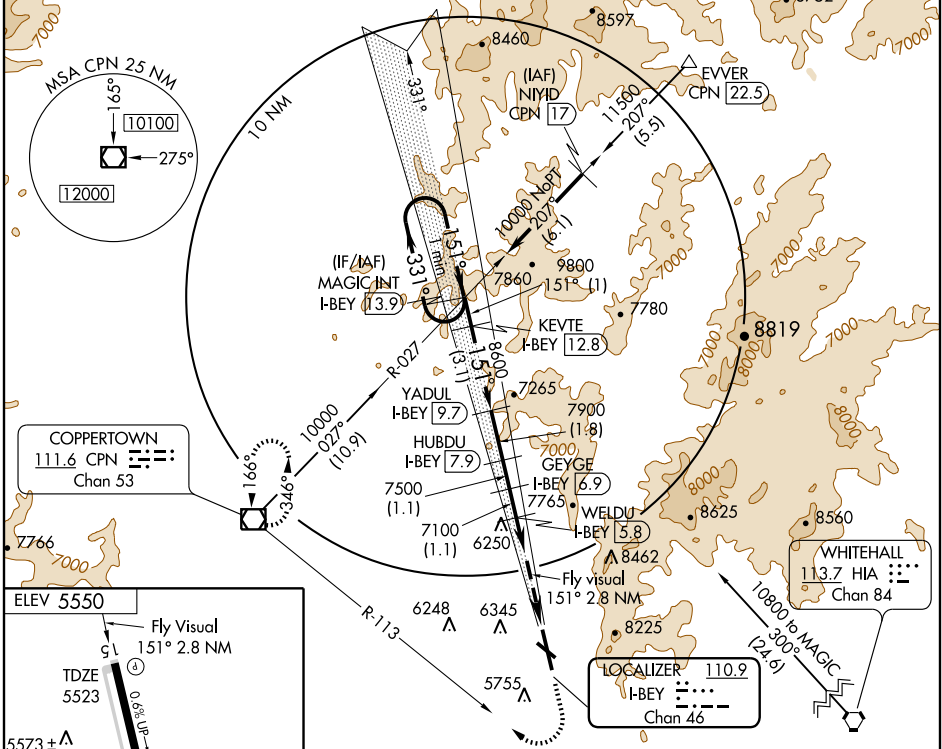 7000
8597
8460
7000
MSA CPN 25 NM
165°
10100
275°
12000
10 NM
331°
(IAF)
NIYID
CPN 17
EVVER
CPN 22.5
11500
207°
(5.5)
10000 NoPT
207°
(6.1)
151°
1 min
331°
(IF/IAF)
MAGIC INT
I-BEY 13.9
7860
9800
151° (1)
7000
7780
KEVTE
I-BEY 12.8
8819
7000
8000
8600
151°
(3.1)
R-027
10000
027°
(10.9)
YADUL
I-BEY 9.7
7265
7900
(1.8)
8000
HUBDU
I-BEY 7.9
7000
GEYGE
I-BEY 6.9
7500
(1.1)
7765
8000
COPPERTOWN
111.6 CPN
Chan 53
166°
346°
7100
(1.1)
6250
WELDU
I-BEY 5.8
8625
8560
8462
7766
7000
WHITEHALL
113.7 HIA
Chan 84
Fly visual
151° 2.8 NM
10800 to MAGIC
300°
(24.6)
R-113
6248
6345
8225
7000
5755
LOCALIZER 110.9
I-BEY
Chan 46
ELEV 5550
Fly Visual
151° 2.8 NM
15
P
TDZE
5523
0.6% UP
5573 ±